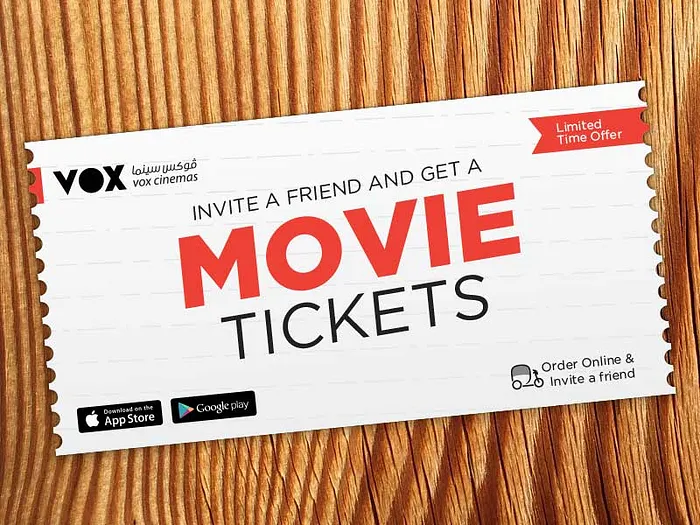 VOX
ڤوكس سينما
vox cinemas
Limited
Time Offer
INVITE A FRIEND AND GET A
MOVIE
TICKETS
Order Online &
Invite a friend
Download on the
App Store
Google play